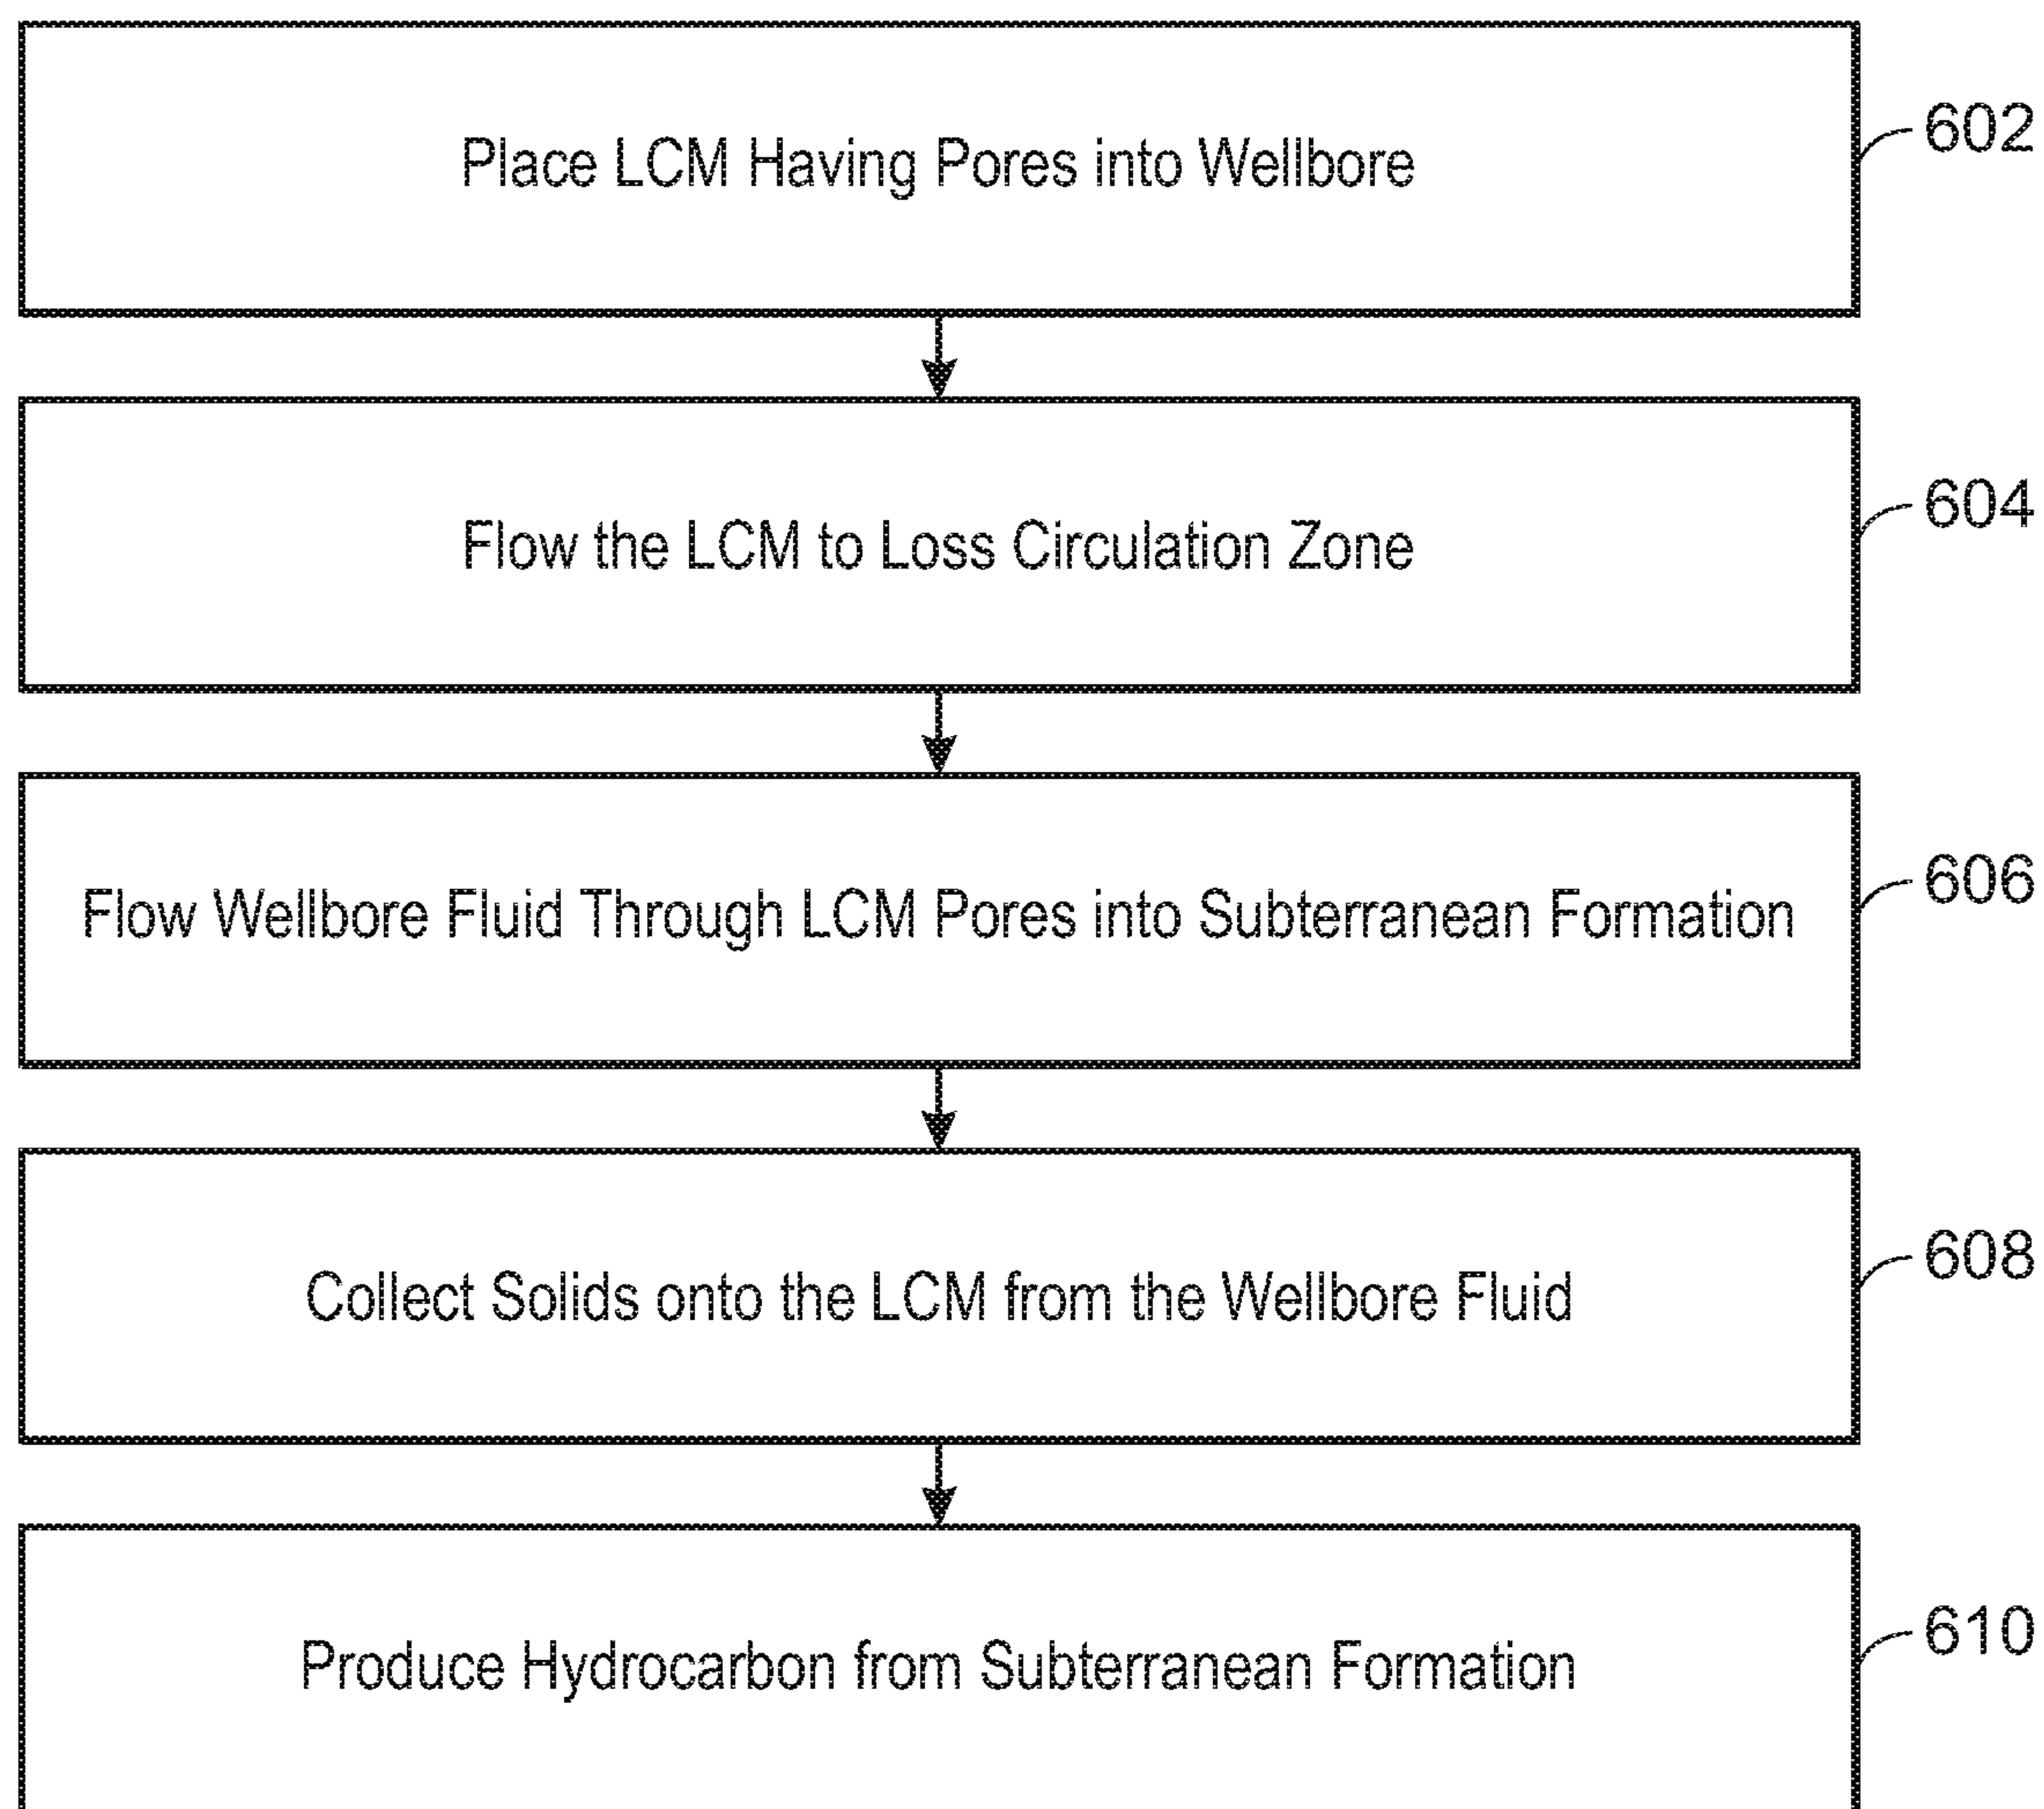 Place LCM Having Pores into Wellbore
602
Flow the LCM to Loss Circulation Zone
604
Flow Wellbore Fluid Through LCM Pores into Subterranean Formation
606
Collect Solids onto the LCM from the Wellbore Fluid
608
Produce Hydrocarbon from Subterranean Formation
610